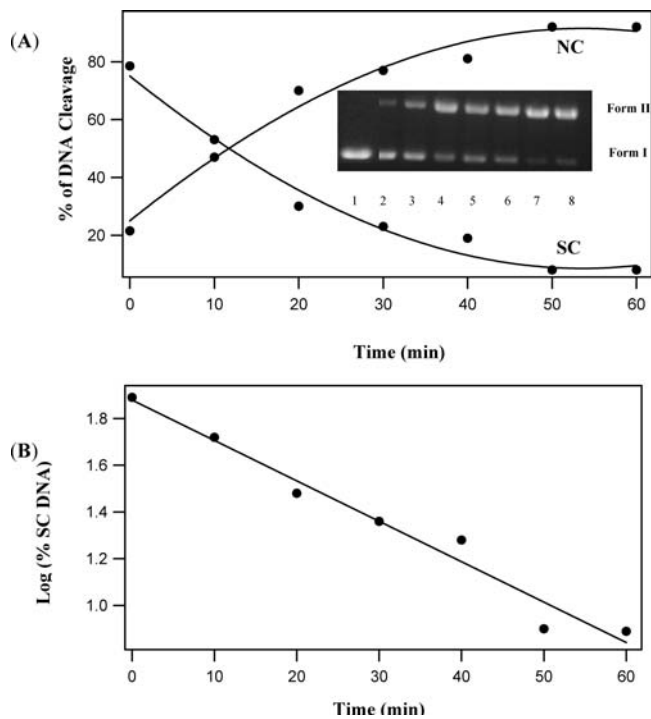 (A)
% of DNA Cleavage
80
60
40
20
NC
SC
Form II
Form I
1 2 3 4 5 6 7 8
0 10 20 30 40 50 60
Time (min)
(B)
Log (% SC DNA)
1.8
1.6
1.4
1.2
1.0
0 10 20 30 40 50 60
Time (min)